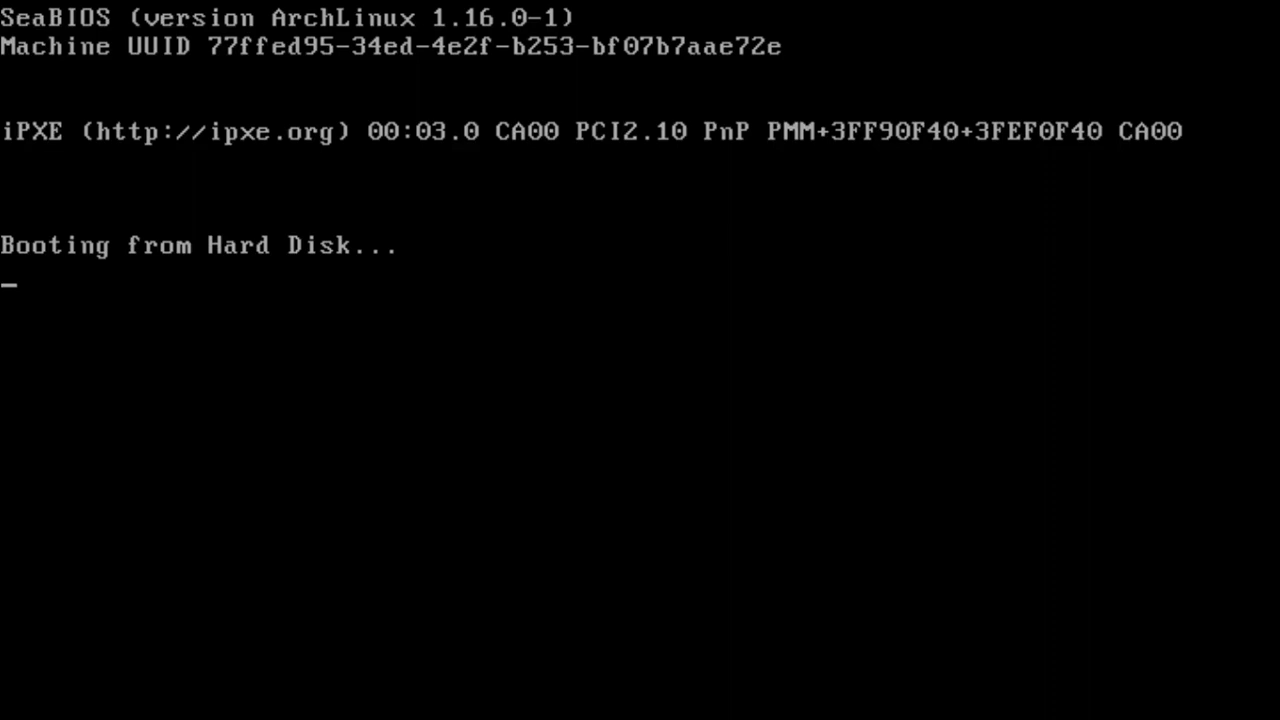 SeaBIOS (version ArchLinux 1.16.0-1)
Machine UUID 77ffed95-34ed-4e2f-b253-bf07b7aae72e
iPXE (http://ipxe.org) 00:03.0 CA00 PCI2.10 PnP PMM+3FF90F40+3FEF0F40 CA00
Booting from Hard Disk...